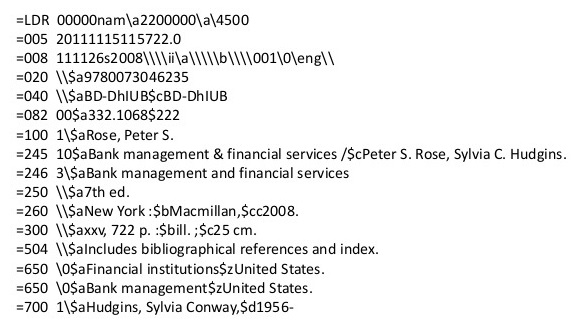 =LDR  00000nam\a2200000\a\4500
=005  20111115115722.0
=008  111126s2008\\\\ii\a\\\\\b\\\\001\0\eng\\
=020  \\$a9780073046235
=040  \\$aBD-DhIUB$cBD-DhIUB
=082  00$a332.1068$222
=100  1\$aRose, Peter S.
=245  10$aBank management & financial services /$cPeter S. Rose, Sylvia C. Hudgins.
=246  3\$aBank management and financial services
=250  \\$a7th ed.
=260  \\$aNew York :$bMacmillan,$cc2008.
=300  \\$axxv, 722 p. :$bill. ;$c25 cm.
=504  \\$aIncludes bibliographical references and index.
=650  \0$aFinancial institutions$zUnited States.
=650  \0$aBank management$zUnited States.
=700  1\$aHudgins, Sylvia Conway,$d1956-